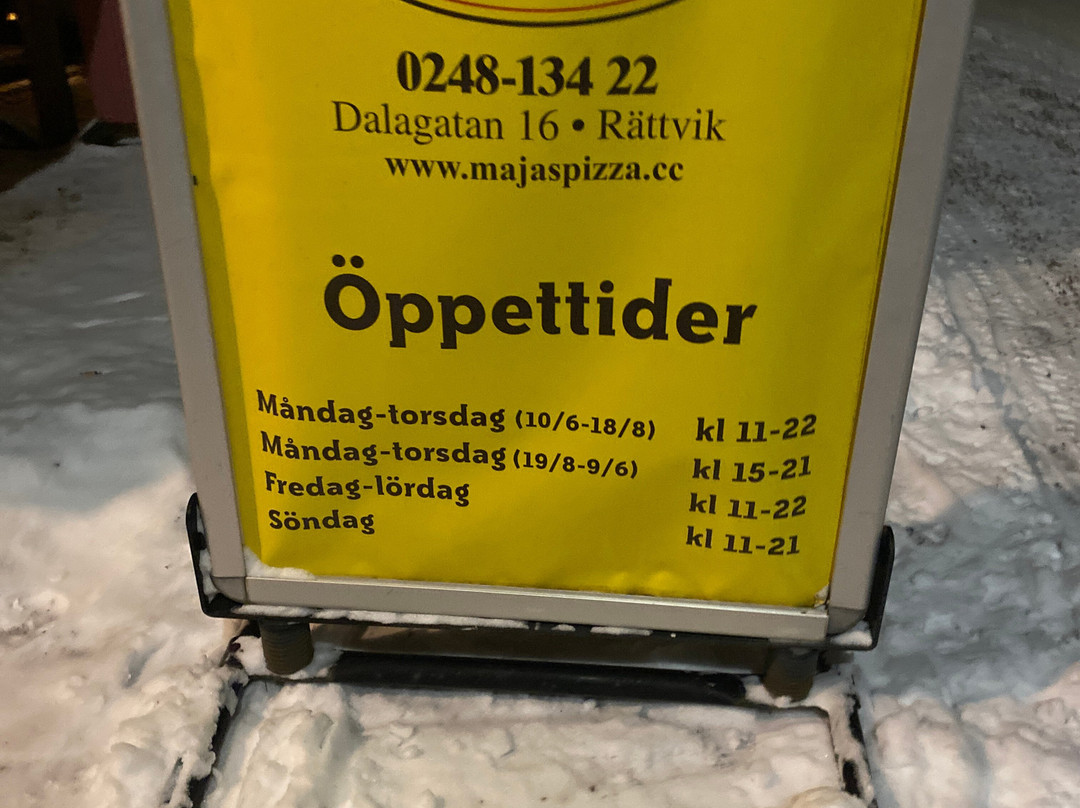 0248-134 22
Dalagatan 16 • Rättvik
www.majaspizza.cc
Öppettider
Måndag-torsdag (10/6-18/8) kl 11-22
Måndag-torsdag (19/8-9/6) kl 15-21
Fredag-lördag kl 11-22
Söndag kl 11-21